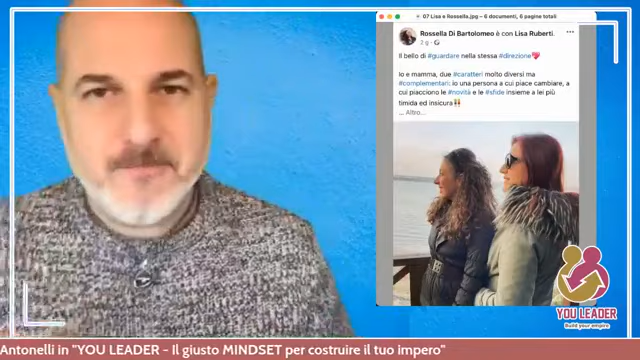 07 Lisa e Rossella.jpg – 6 documenti, 6 pagine totali
Rossella Di Bartolomeo è con Lisa Ruberti.
2 g ·
Il bello di #guardare nella stessa #direzione💖
Io e mamma, due #caratteri molto diversi ma
#complementari: io una persona a cui piace cambiare, a
cui piacciono le #novità e le #sfide insieme a lei più
timida ed insicura👯
... Altro...
YOU LEADER
Build your empire
Antonelli in "YOU LEADER - Il giusto MINDSET per costruire il tuo impero"